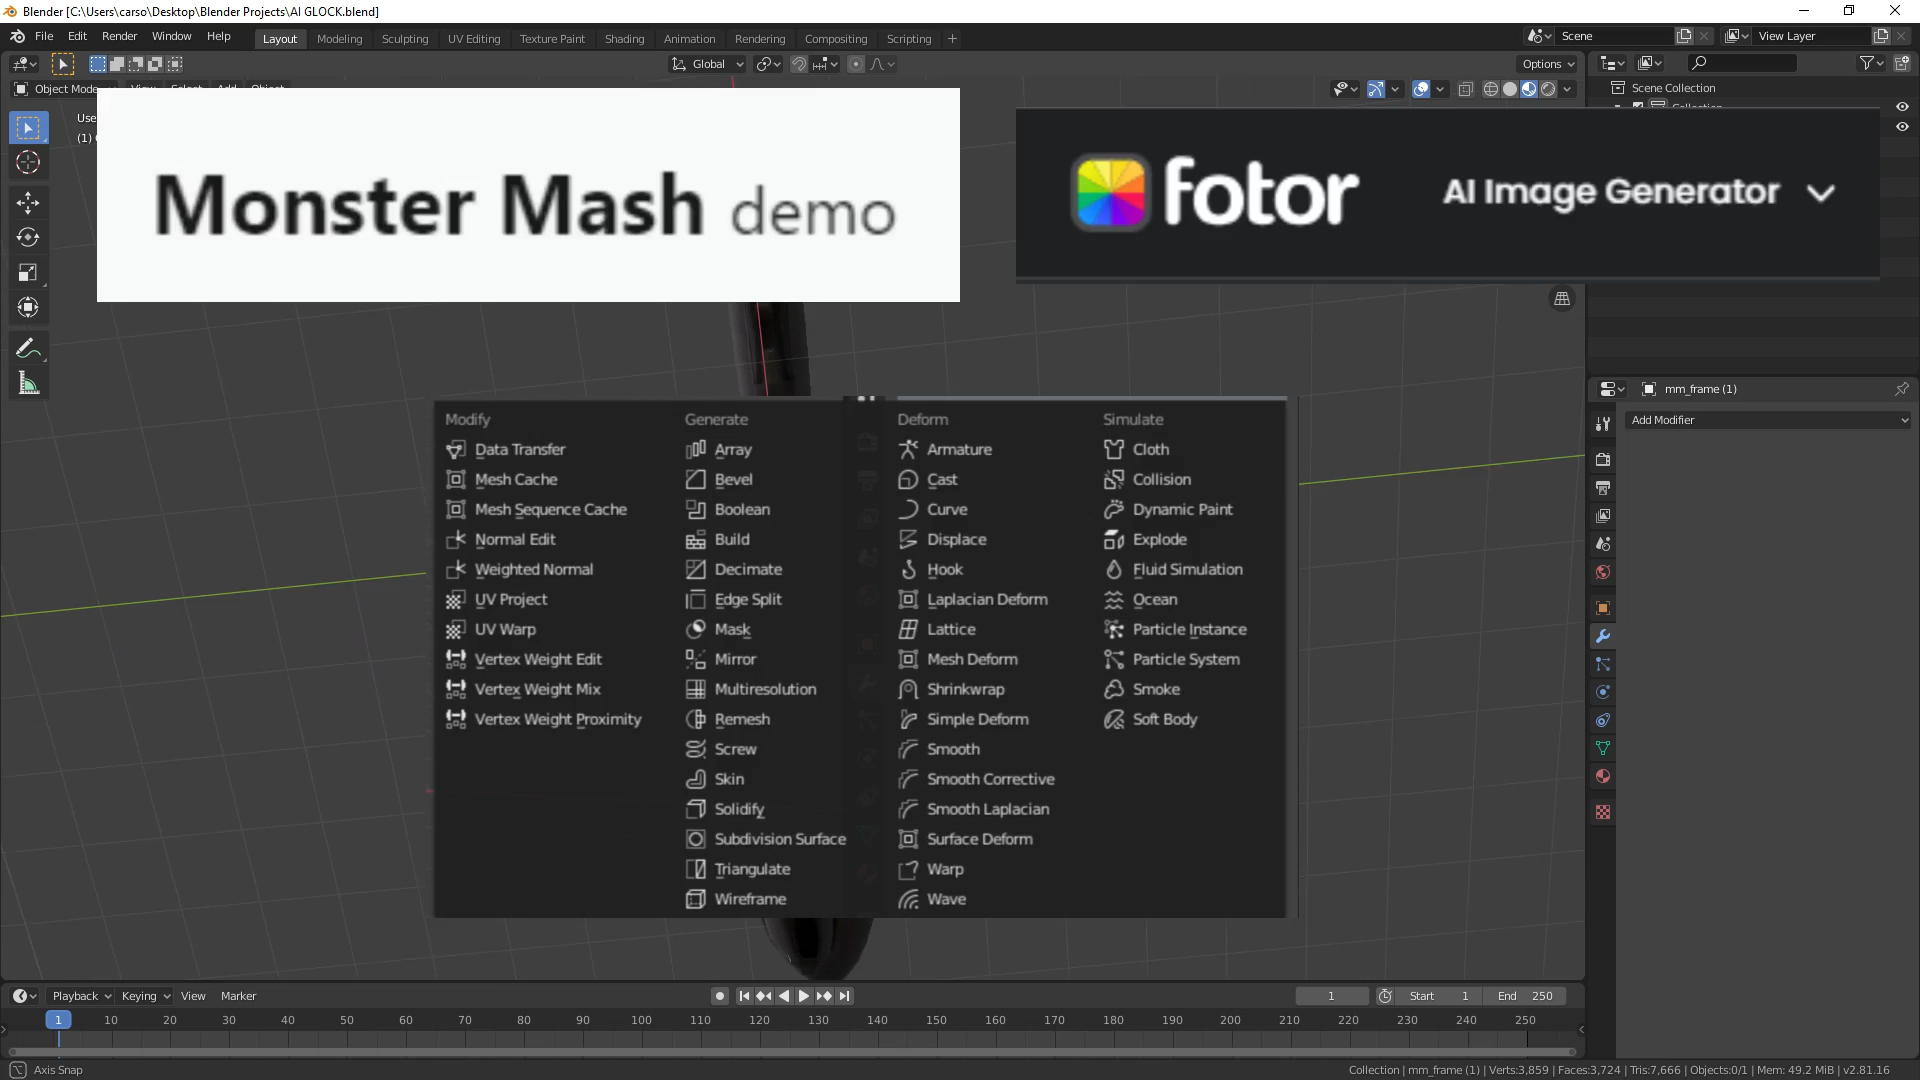 Blender [C:\Users\carso\Desktop\Blender Projects\AI GLOCK.blend]
File Edit Render Window Help
Layout Modeling Sculpting UV Editing Texture Paint Shading Animation Rendering Compositing Scripting +
Scene
View Layer
Global
Options
Object Mode View Select Add Object
Scene Collection
Collection
Use
(1)
Monster Mash demo
fotor
AI Image Generator
mm_frame (1)
Add Modifier
Modify Generate Deform Simulate
Data Transfer Array Armature Cloth
Mesh Cache Bevel Cast Collision
Mesh Sequence Cache Boolean Curve Dynamic Paint
Normal Edit Build Displace Explode
Weighted Normal Decimate Hook Fluid Simulation
UV Project Edge Split Laplacian Deform Ocean
UV Warp Mask Lattice Particle Instance
Vertex Weight Edit Mirror Mesh Deform Particle System
Vertex Weight Mix Multiresolution Shrinkwrap Smoke
Vertex Weight Proximity Remesh Simple Deform Soft Body
Screw Smooth
Skin Smooth Corrective
Solidify Smooth Laplacian
Subdivision Surface Surface Deform
Triangulate Warp
Wireframe Wave
Playback Keying View Marker
1 Start 1 End 250
1 10 20 30 40 50 60 70 80 90 100 110 120 130 140 150 160 170 180 190 200 210 220 230 240 250
Axis Snap
Collection | mm_frame (1) | Verts:3,859 | Faces:3,724 | Tris:7,666 | Objects:0/1 | Mem: 49.2 MiB | v2.81.16